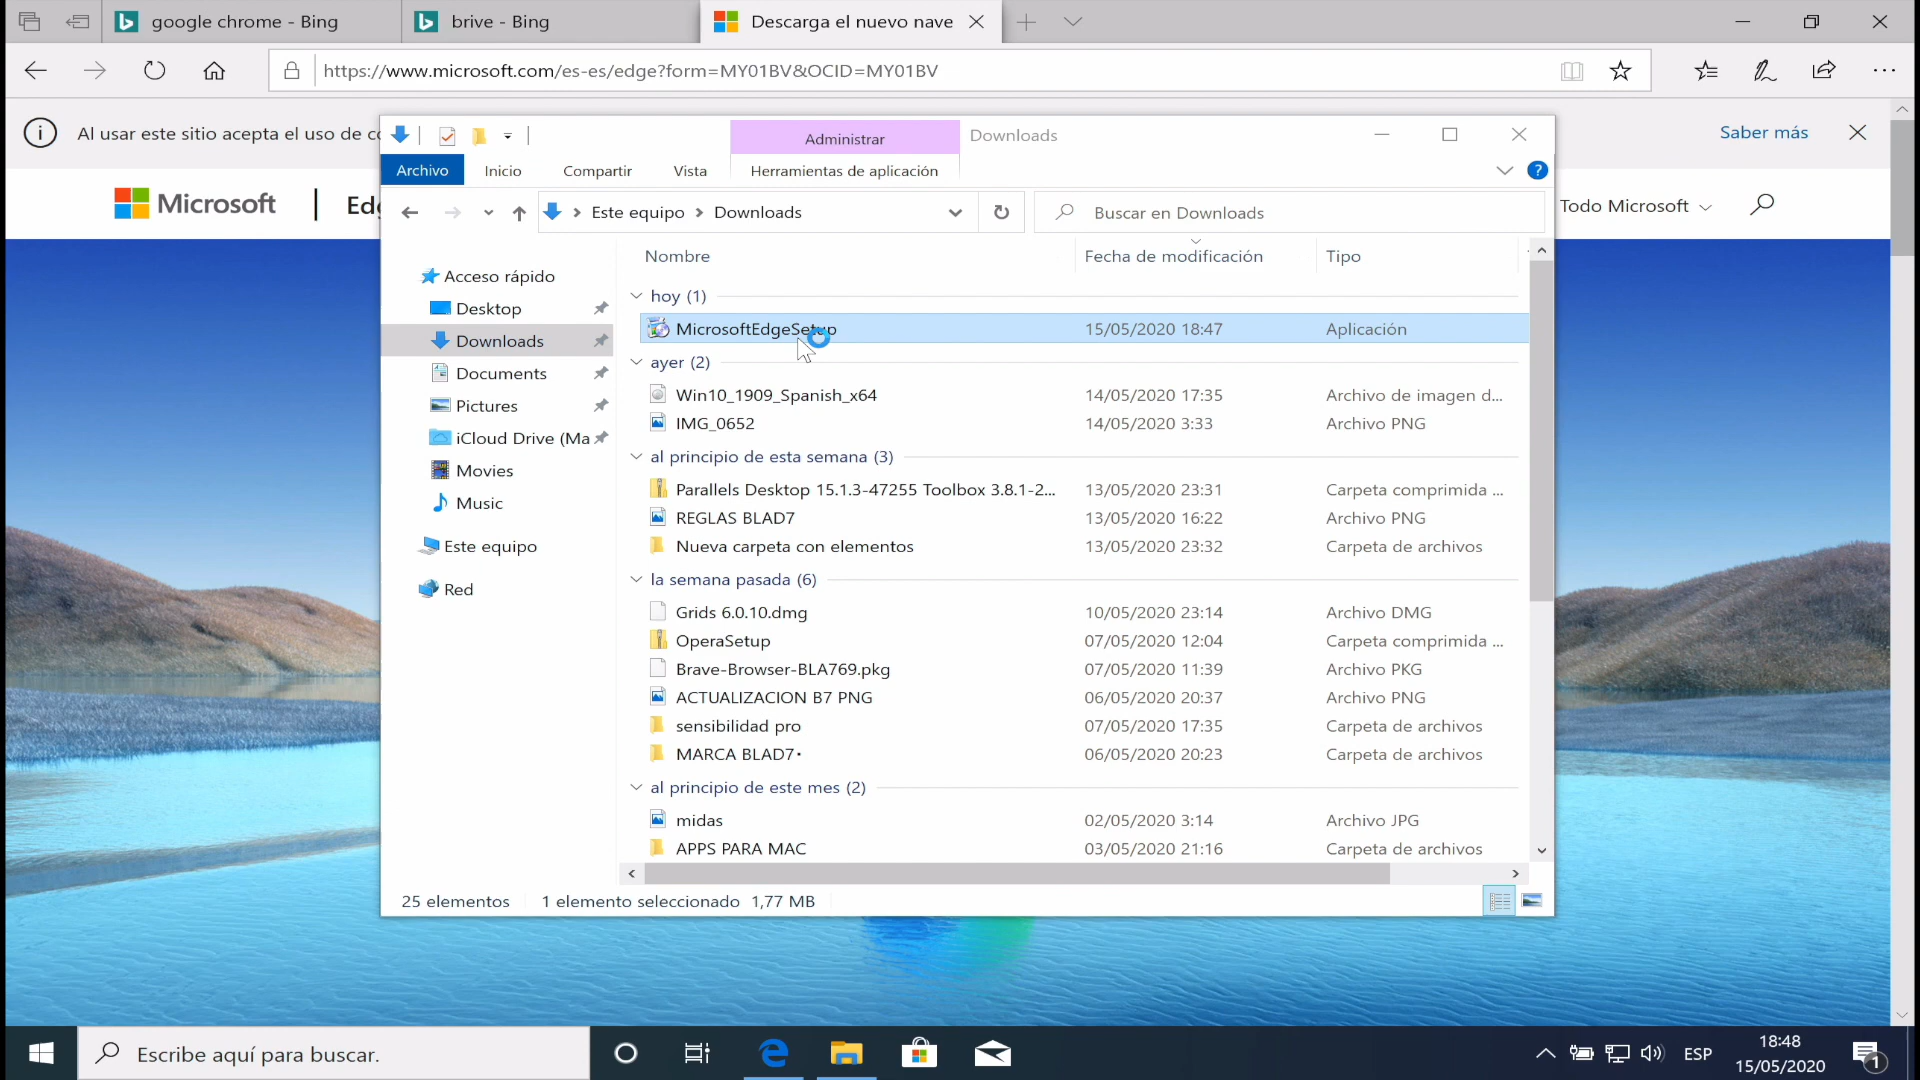 google chrome - Bing
brive - Bing
Descarga el nuevo nave
https://www.microsoft.com/es-es/edge?form=MY01BV&OCID=MY01BV
Al usar este sitio acepta el uso de
Saber más
Microsoft
Todo Microsoft
Administrar
Downloads
Archivo
Inicio
Compartir
Vista
Herramientas de aplicación
Este equipo
Downloads
Buscar en Downloads
Nombre
Fecha de modificación
Tipo
Acceso rápido
Desktop
Downloads
Documents
Pictures
iCloud Drive (Ma
Movies
Music
Este equipo
Red
hoy (1)
MicrosoftEdgeSetup 15/05/2020 18:47 Aplicación
ayer (2)
Win10_1909_Spanish_x64 14/05/2020 17:35 Archivo de imagen d...
IMG_0652 14/05/2020 3:33 Archivo PNG
al principio de esta semana (3)
Parallels Desktop 15.1.3-47255 Toolbox 3.8.1-2... 13/05/2020 23:31 Carpeta comprimida ...
REGLAS BLAD7 13/05/2020 16:22 Archivo PNG
Nueva carpeta con elementos 13/05/2020 23:32 Carpeta de archivos
la semana pasada (6)
Grids 6.0.10.dmg 10/05/2020 23:14 Archivo DMG
OperaSetup 07/05/2020 12:04 Carpeta comprimida ...
Brave-Browser-BLA769.pkg 07/05/2020 11:39 Archivo PKG
ACTUALIZACION B7 PNG 06/05/2020 20:37 Archivo PNG
sensibilidad pro 07/05/2020 17:35 Carpeta de archivos
MARCA BLAD7• 06/05/2020 20:23 Carpeta de archivos
al principio de este mes (2)
midas 02/05/2020 3:14 Archivo JPG
APPS PARA MAC 03/05/2020 21:16 Carpeta de archivos
25 elementos 1 elemento seleccionado 1,77 MB
Escribe aquí para buscar.
ESP
18:48
15/05/2020
1